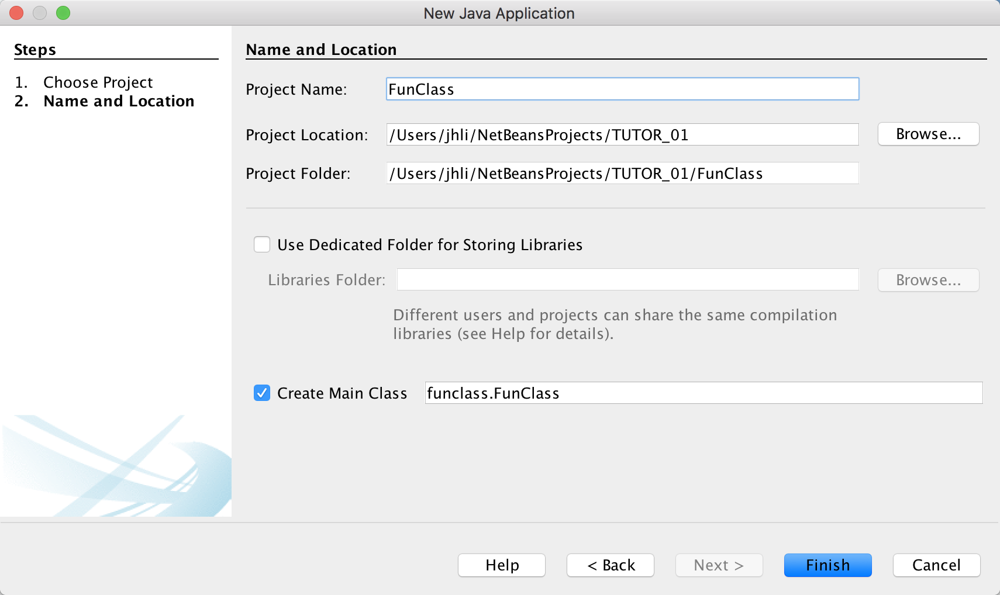 New Java Application
Steps
1. Choose Project
2. Name and Location
Name and Location
Project Name: FunClass
Project Location: /Users/jhli/NetBeansProjects/TUTOR_01 Browse...
Project Folder: /Users/jhli/NetBeansProjects/TUTOR_01/FunClass
Use Dedicated Folder for Storing Libraries
Libraries Folder: Browse...
Different users and projects can share the same compilation
libraries (see Help for details).
Create Main Class funclass.FunClass
Help < Back Next > Finish Cancel